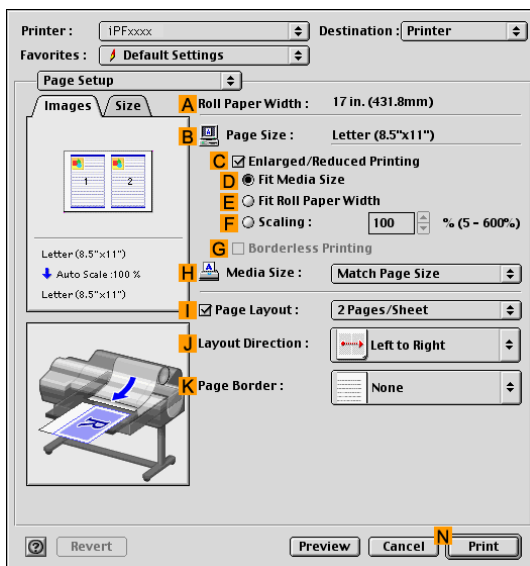 Printer : iPFxxxx Destination : Printer
Favorites : Default Settings
Page Setup
Images Size
A Roll Paper Width : 17 in. (431.8mm)
B Page Size : Letter (8.5"x11")
C Enlarged/Reduced Printing
D Fit Media Size
E Fit Roll Paper Width
F Scaling : 100 % (5 - 600%)
G Borderless Printing
H Media Size : Match Page Size
I Page Layout : 2 Pages/Sheet
J Layout Direction : Left to Right
K Page Border : None
1 2
Letter (8.5"x11")
Auto Scale :100 %
Letter (8.5"x11")
R
? Revert Preview Cancel N Print